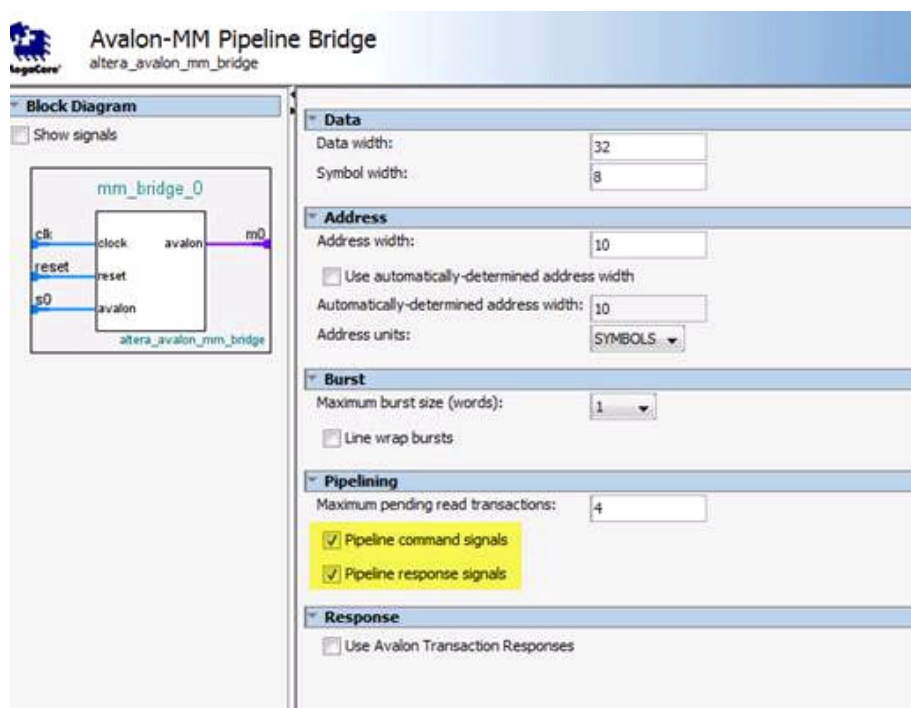 Avalon-MM Pipeline Bridge
altera_avalon_mm_bridge
MegaCore'
Block Diagram
Show signals
mm_bridge_0
clk
clock
avalon
m0
reset
reset
s0
avalon
altera_avalon_mm_bridge
Data
Data width: 32
Symbol width: 8
Address
Address width: 10
Use automatically-determined address width
Automatically-determined address width: 10
Address units: SYMBOLS
Burst
Maximum burst size (words): 1
Line wrap bursts
Pipelining
Maximum pending read transactions: 4
Pipeline command signals
Pipeline response signals
Response
Use Avalon Transaction Responses